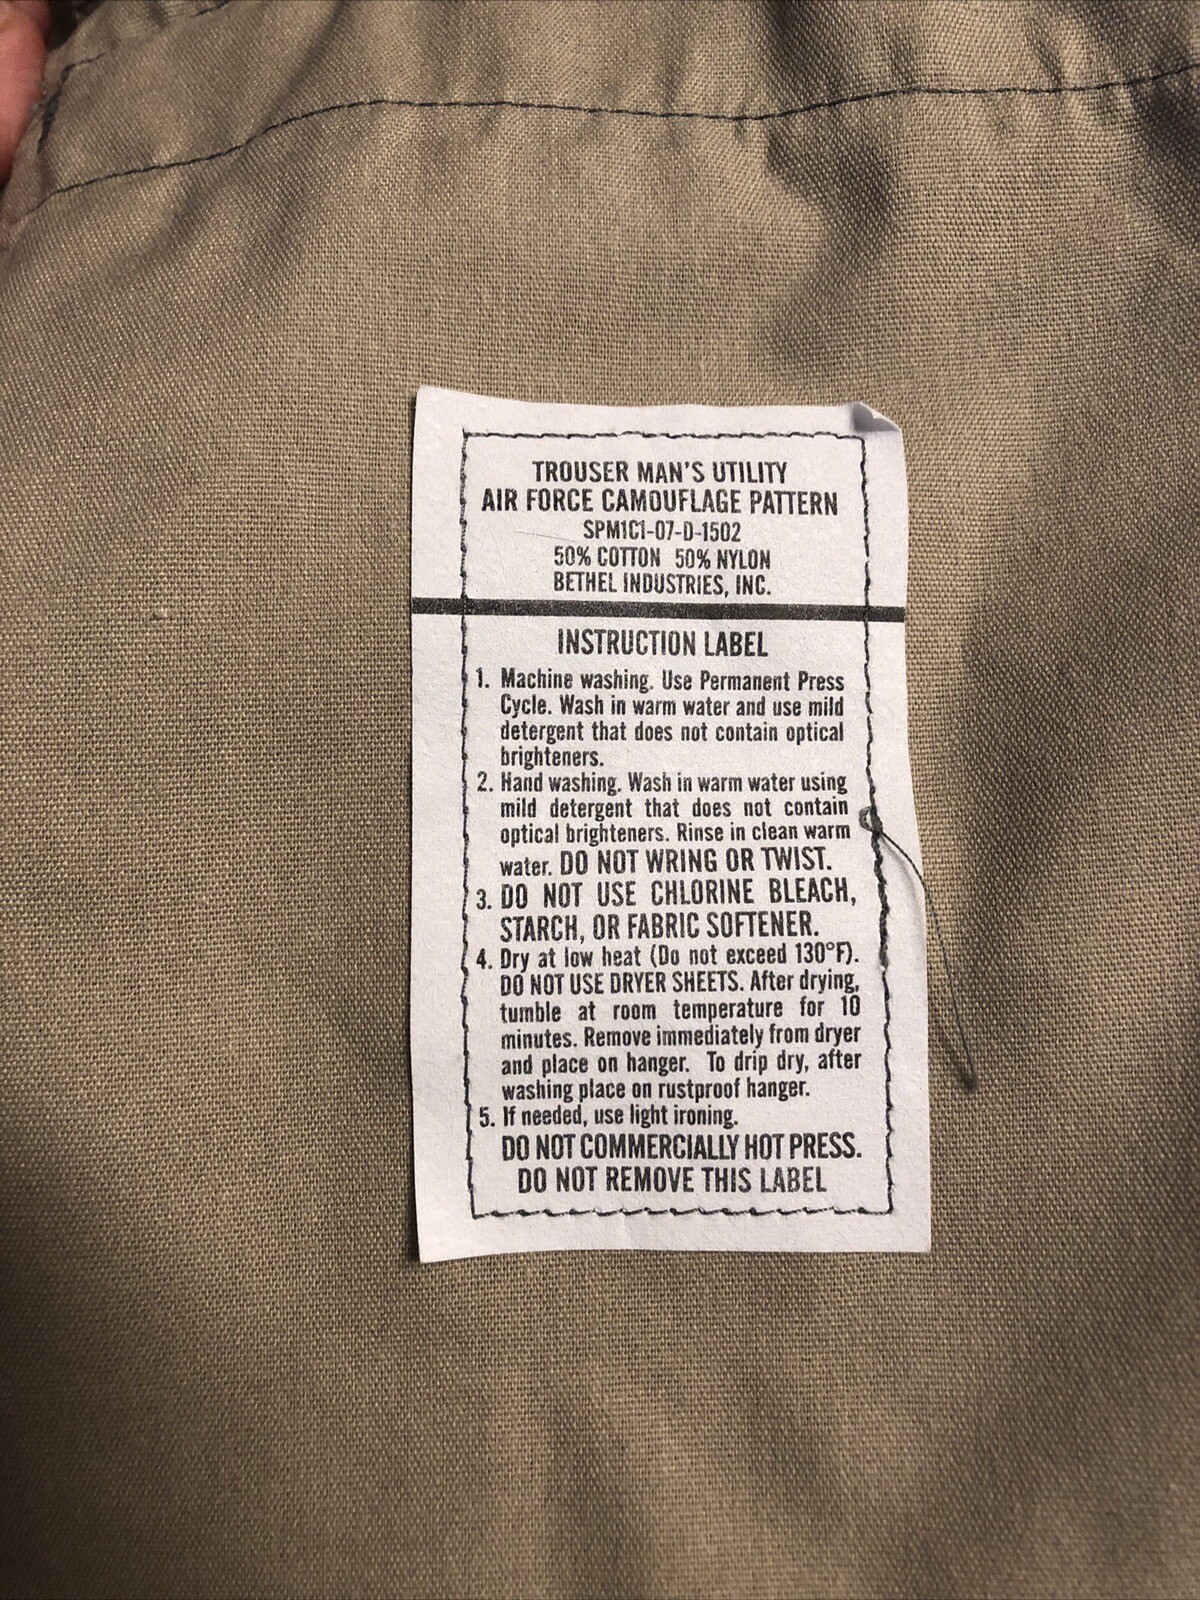 TROUSER MAN'S UTILITY
AIR FORCE CAMOUFLAGE PATTERN
SPM1C1-07-D-1502
50% COTTON 50% NYLON
BETHEL INDUSTRIES, INC.
INSTRUCTION LABEL
1. Machine washing. Use Permanent Press
Cycle. Wash in warm water and use mild
detergent that does not contain optical
brighteners.
2. Hand washing. Wash in warm water using
mild detergent that does not contain
optical brighteners. Rinse in clean warm
water. DO NOT WRING OR TWIST.
3. DO NOT USE CHLORINE BLEACH,
STARCH, OR FABRIC SOFTENER.
4. Dry at low heat (Do not exceed 130°F).
DO NOT USE DRYER SHEETS. After drying,
tumble at room temperature for 10
minutes. Remove immediately from dryer
and place on hanger. To drip dry, after
washing place on rustproof hanger.
5. If needed, use light ironing.
DO NOT COMMERCIALLY HOT PRESS.
DO NOT REMOVE THIS LABEL